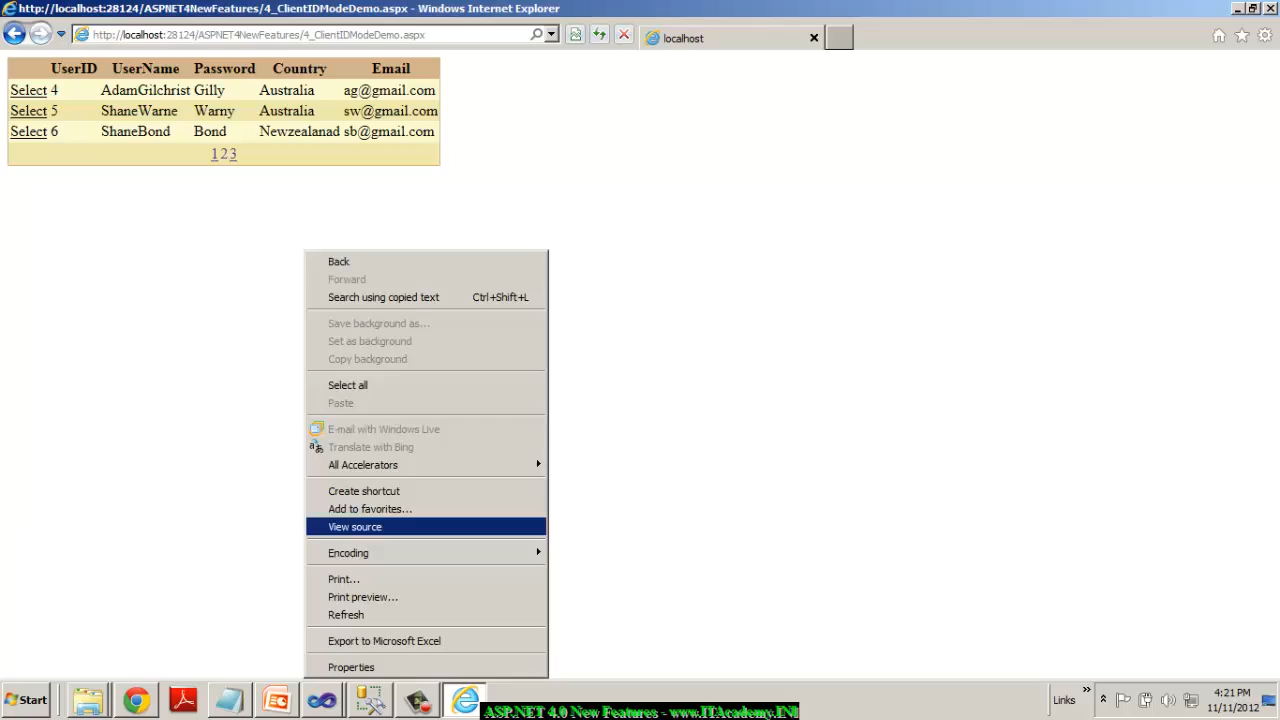 http://localhost:28124/ASPNET4NewFeatures/4_ClientIDModeDemo.aspx - Windows Internet Explorer
http://localhost:28124/ASPNET4NewFeatures/4_ClientIDModeDemo.aspx
localhost
UserID UserName Password Country Email
Select 4 AdamGilchrist Gilly Australia ag@gmail.com
Select 5 ShaneWarne Warny Australia sw@gmail.com
Select 6 ShaneBond Bond Newzealanad sb@gmail.com
1 2 3
Back
Forward
Search using copied text Ctrl+Shift+L
Save background as...
Set as background
Copy background
Select all
Paste
E-mail with Windows Live
Translate with Bing
All Accelerators
Create shortcut
Add to favorites...
View source
Encoding
Print...
Print preview...
Refresh
Export to Microsoft Excel
Properties
Start
Links
4:21 PM
11/11/2012
ASP.NET 4.0 New Features - www.ITAcademy.INI